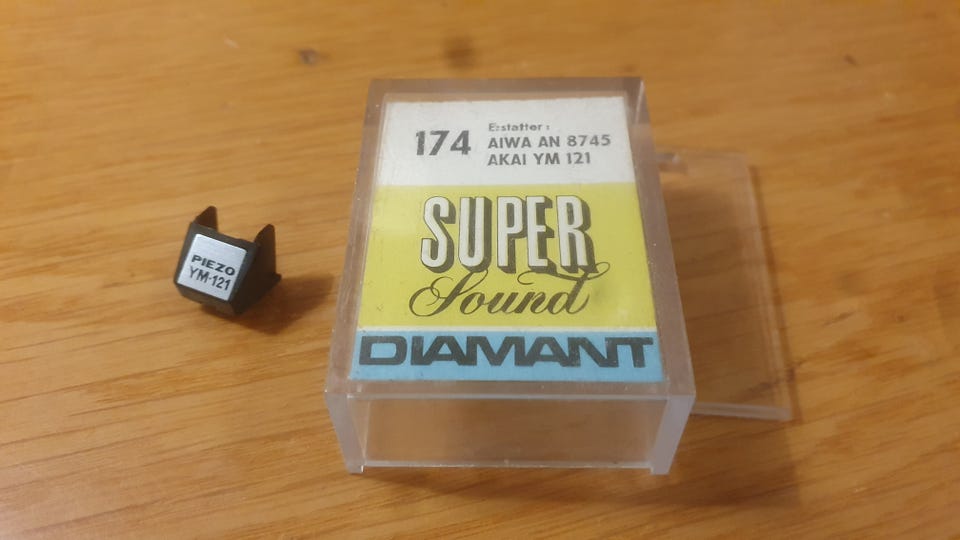 174
Erstatter:
AIWA AN 8745
AKAI YM 121
SUPER
Sound
DIAMANT
PIEZO
YM-121